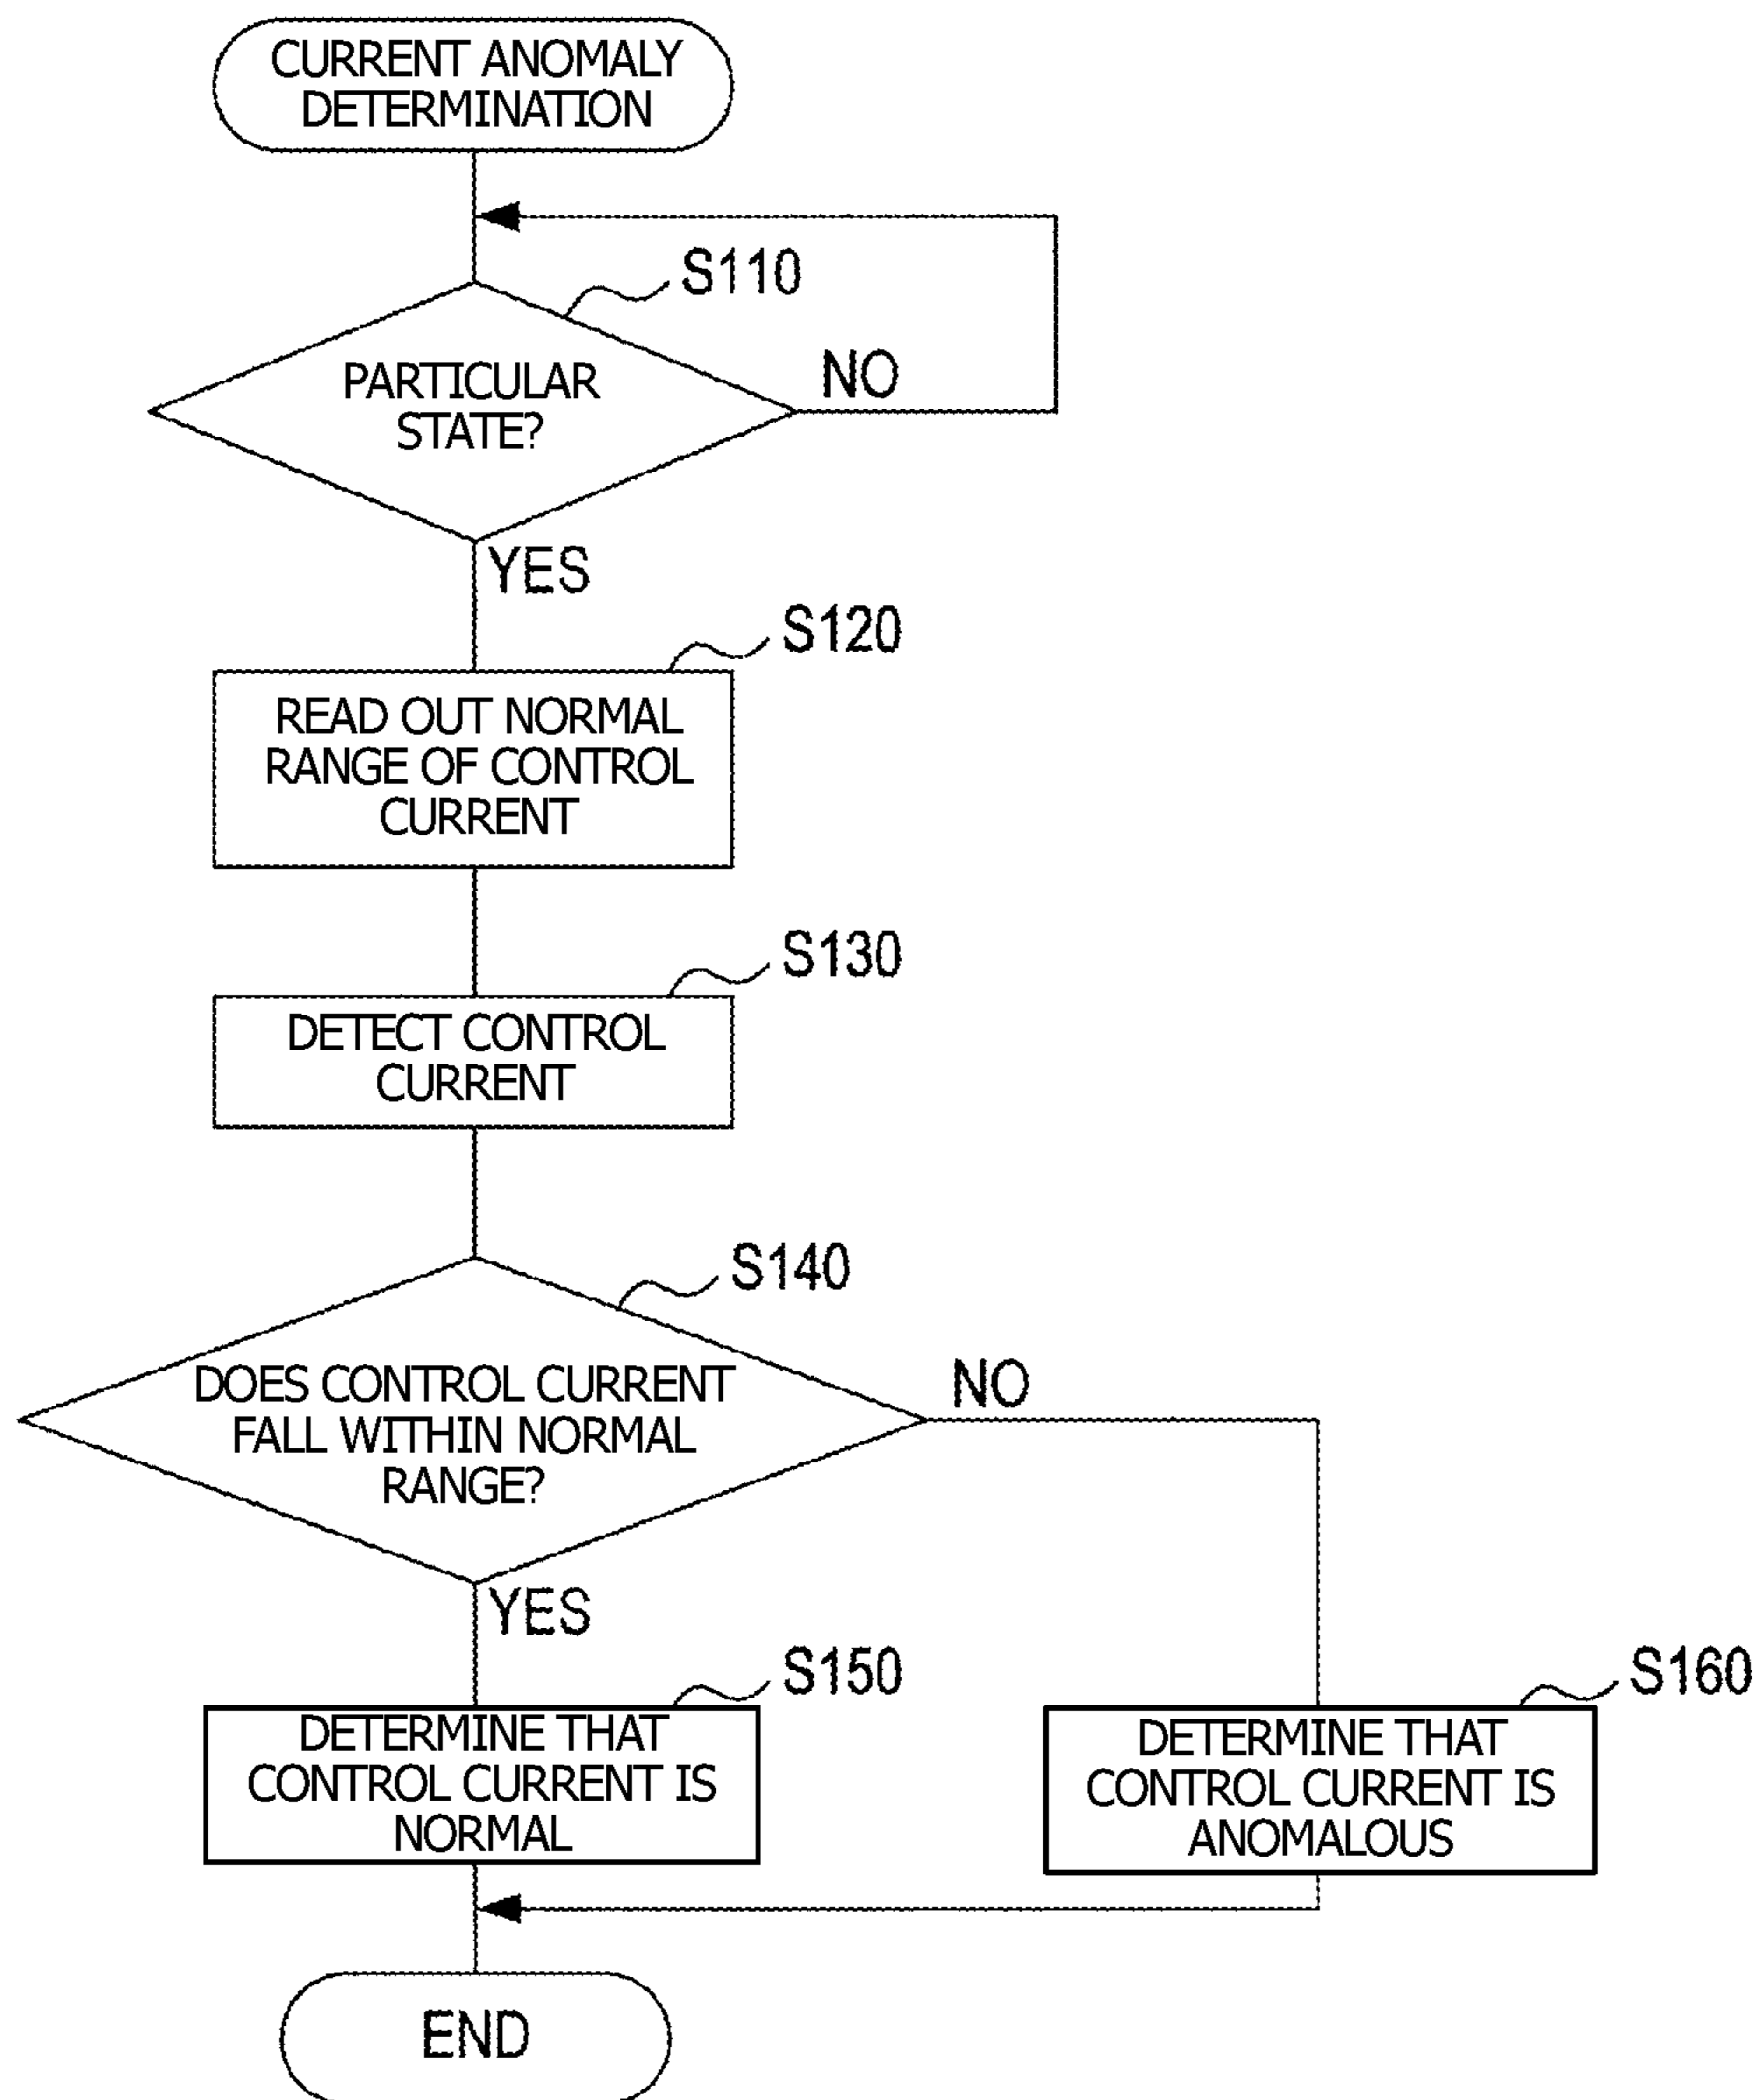 CURRENT ANOMALY
DETERMINATION
S110
PARTICULAR
STATE?
NO
YES
S120
READ OUT NORMAL
RANGE OF CONTROL
CURRENT
S130
DETECT CONTROL
CURRENT
S140
DOES CONTROL CURRENT
FALL WITHIN NORMAL
RANGE?
NO
YES
S150
DETERMINE THAT
CONTROL CURRENT IS
NORMAL
S160
DETERMINE THAT
CONTROL CURRENT IS
ANOMALOUS
END